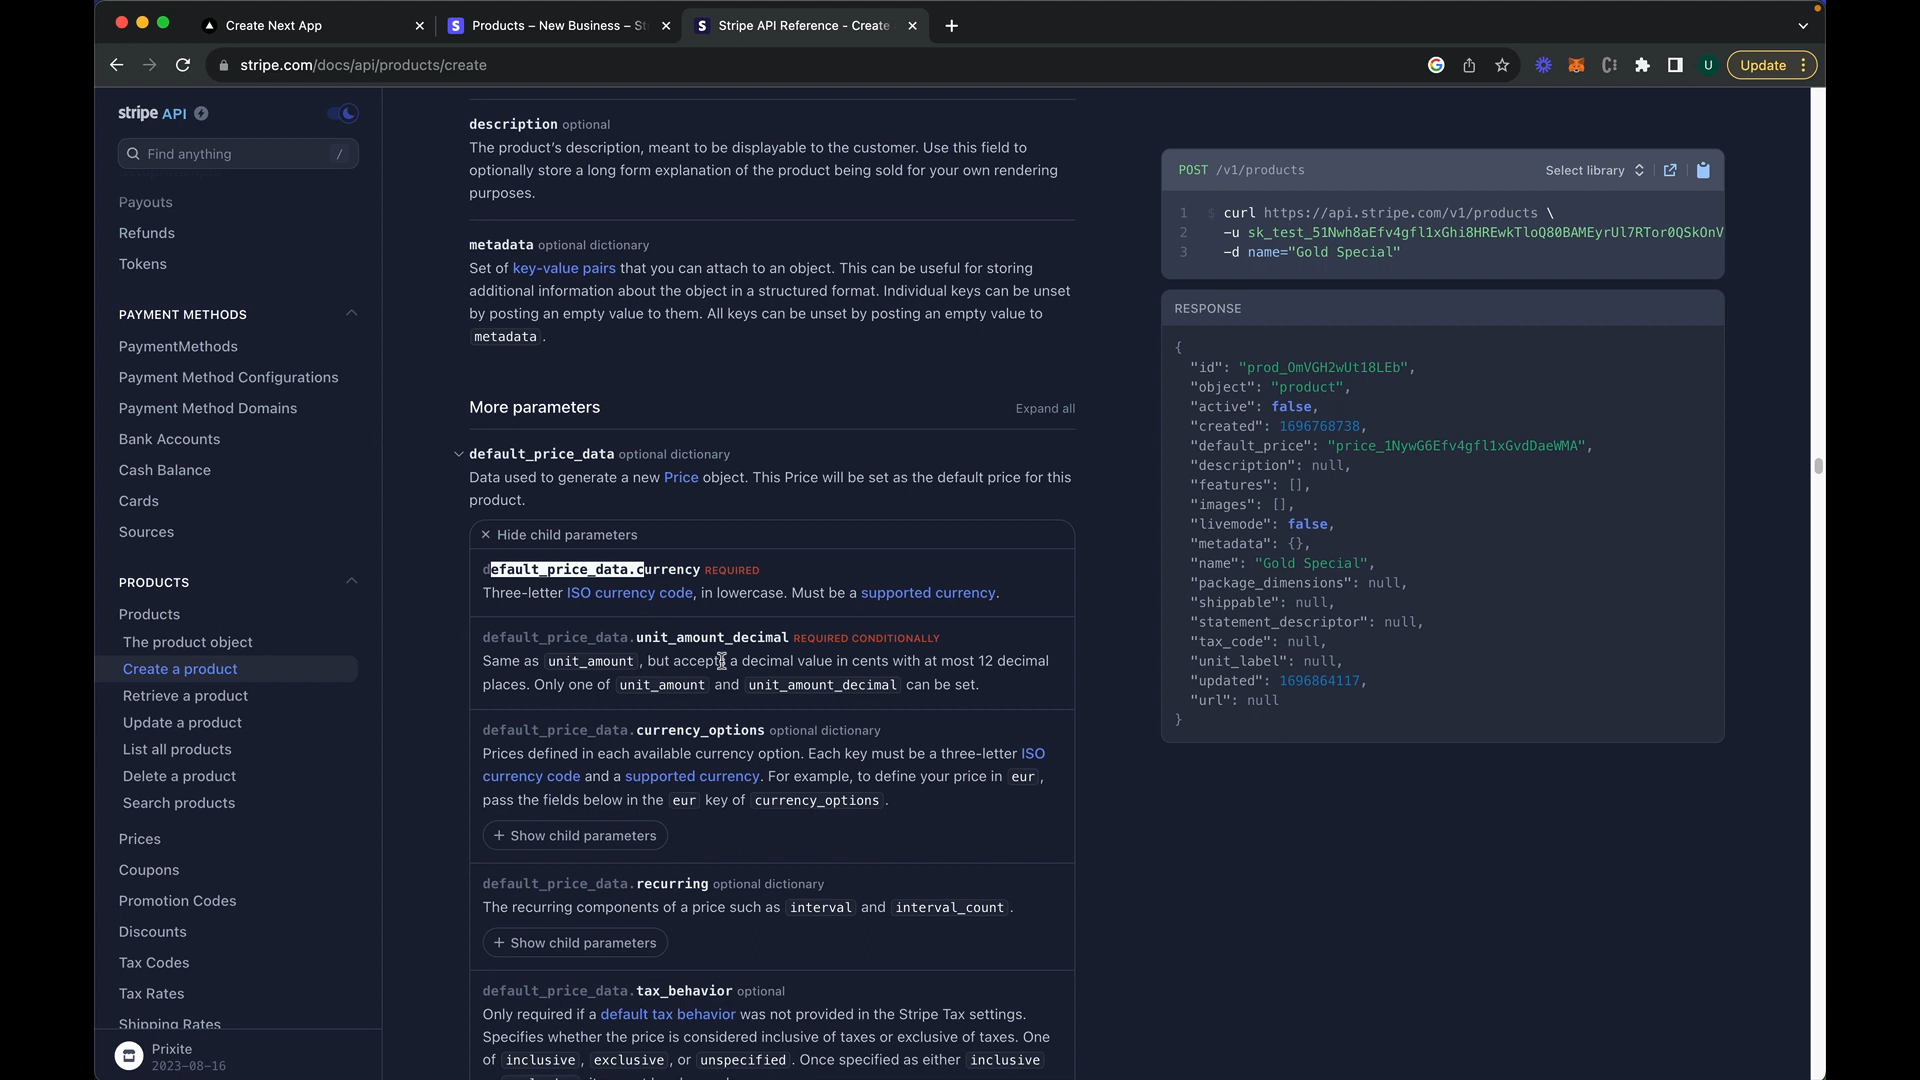 Create Next App
Products – New Business – St
Stripe API Reference - Create
stripe.com/docs/api/products/create
U
Update
stripe API
Find anything /
Payouts
Refunds
Tokens
PAYMENT METHODS
PaymentMethods
Payment Method Configurations
Payment Method Domains
Bank Accounts
Cash Balance
Cards
Sources
PRODUCTS
Products
The product object
Create a product
Retrieve a product
Update a product
List all products
Delete a product
Search products
Prices
Coupons
Promotion Codes
Discounts
Tax Codes
Tax Rates
Shipping Rates
Prixite
2023-08-16
description optional
The product’s description, meant to be displayable to the customer. Use this field to
optionally store a long form explanation of the product being sold for your own rendering
purposes.
metadata optional dictionary
Set of key-value pairs that you can attach to an object. This can be useful for storing
additional information about the object in a structured format. Individual keys can be unset
by posting an empty value to them. All keys can be unset by posting an empty value to
metadata.
More parameters
Expand all
default_price_data optional dictionary
Data used to generate a new Price object. This Price will be set as the default price for this
product.
Hide child parameters
default_price_data.currency REQUIRED
Three-letter ISO currency code, in lowercase. Must be a supported currency.
default_price_data.unit_amount_decimal REQUIRED CONDITIONALLY
Same as unit_amount, but accepts a decimal value in cents with at most 12 decimal
places. Only one of unit_amount and unit_amount_decimal can be set.
default_price_data.currency_options optional dictionary
Prices defined in each available currency option. Each key must be a three-letter ISO
currency code and a supported currency. For example, to define your price in eur,
pass the fields below in the eur key of currency_options.
+ Show child parameters
default_price_data.recurring optional dictionary
The recurring components of a price such as interval and interval_count.
+ Show child parameters
default_price_data.tax_behavior optional
Only required if a default tax behavior was not provided in the Stripe Tax settings.
Specifies whether the price is considered inclusive of taxes or exclusive of taxes. One
of inclusive, exclusive, or unspecified. Once specified as either inclusive
POST /v1/products
Select library
1 $ curl https://api.stripe.com/v1/products \
2 -u sk_test_51Nwh8aEfv4gfl1xGhi8HREwkTloQ80BAMEyrUl7RTor0QSkOnV
3 -d name="Gold Special"
RESPONSE
{
"id": "prod_OmVGH2wUt18LEb",
"object": "product",
"active": false,
"created": 1696768738,
"default_price": "price_1NywG6Efv4gfl1xGvdDaeWMA",
"description": null,
"features": [],
"images": [],
"livemode": false,
"metadata": {},
"name": "Gold Special",
"package_dimensions": null,
"shippable": null,
"statement_descriptor": null,
"tax_code": null,
"unit_label": null,
"updated": 1696864117,
"url": null
}